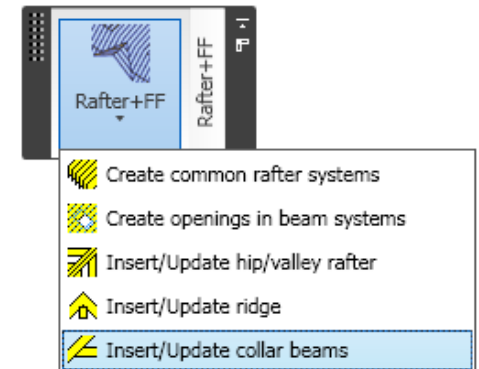 Rafter+FF
Rafter+FF
Create common rafter systems
Create openings in beam systems
Insert/Update hip/valley rafter
Insert/Update ridge
Insert/Update collar beams